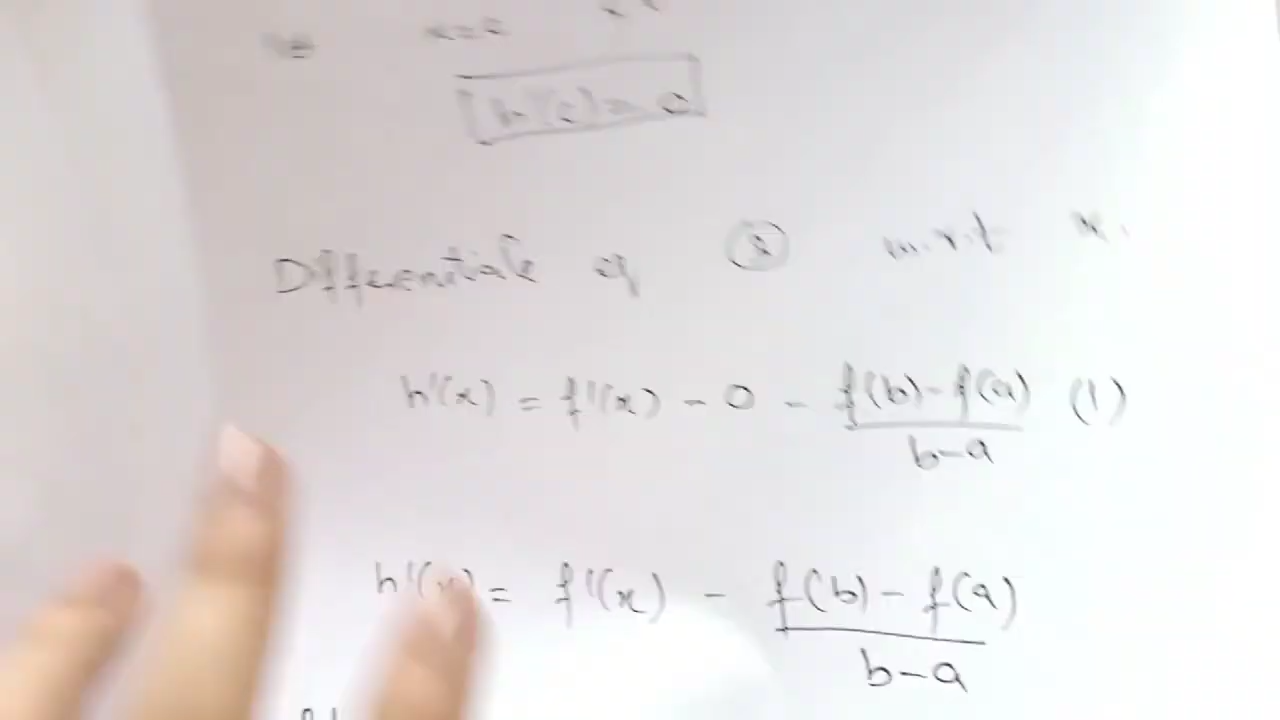 h'(c) = 0
Differentiate eq ② w.r.t x.
h'(x) = f'(x) - 0 - f(b)-f(a)/b-a (1)
h'(x) = f'(x) - f(b)-f(a)/b-a